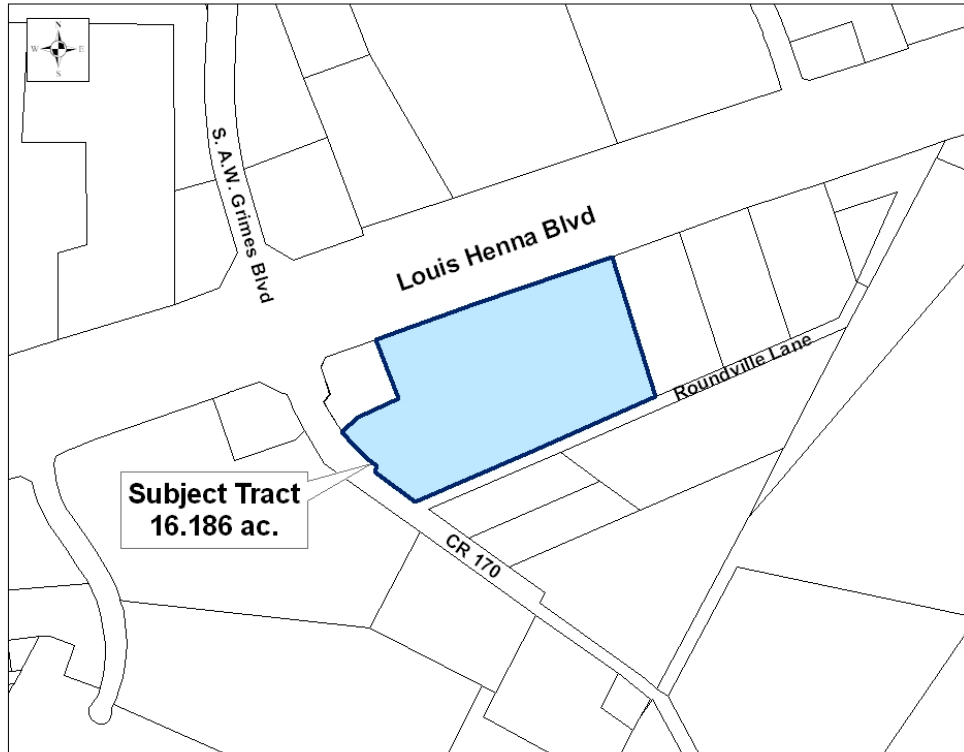 N
W E
S
S. A.W. Grimes Blvd
Louis Henna Blvd
Roundville Lane
Subject Tract
16.186 ac.
CR 170